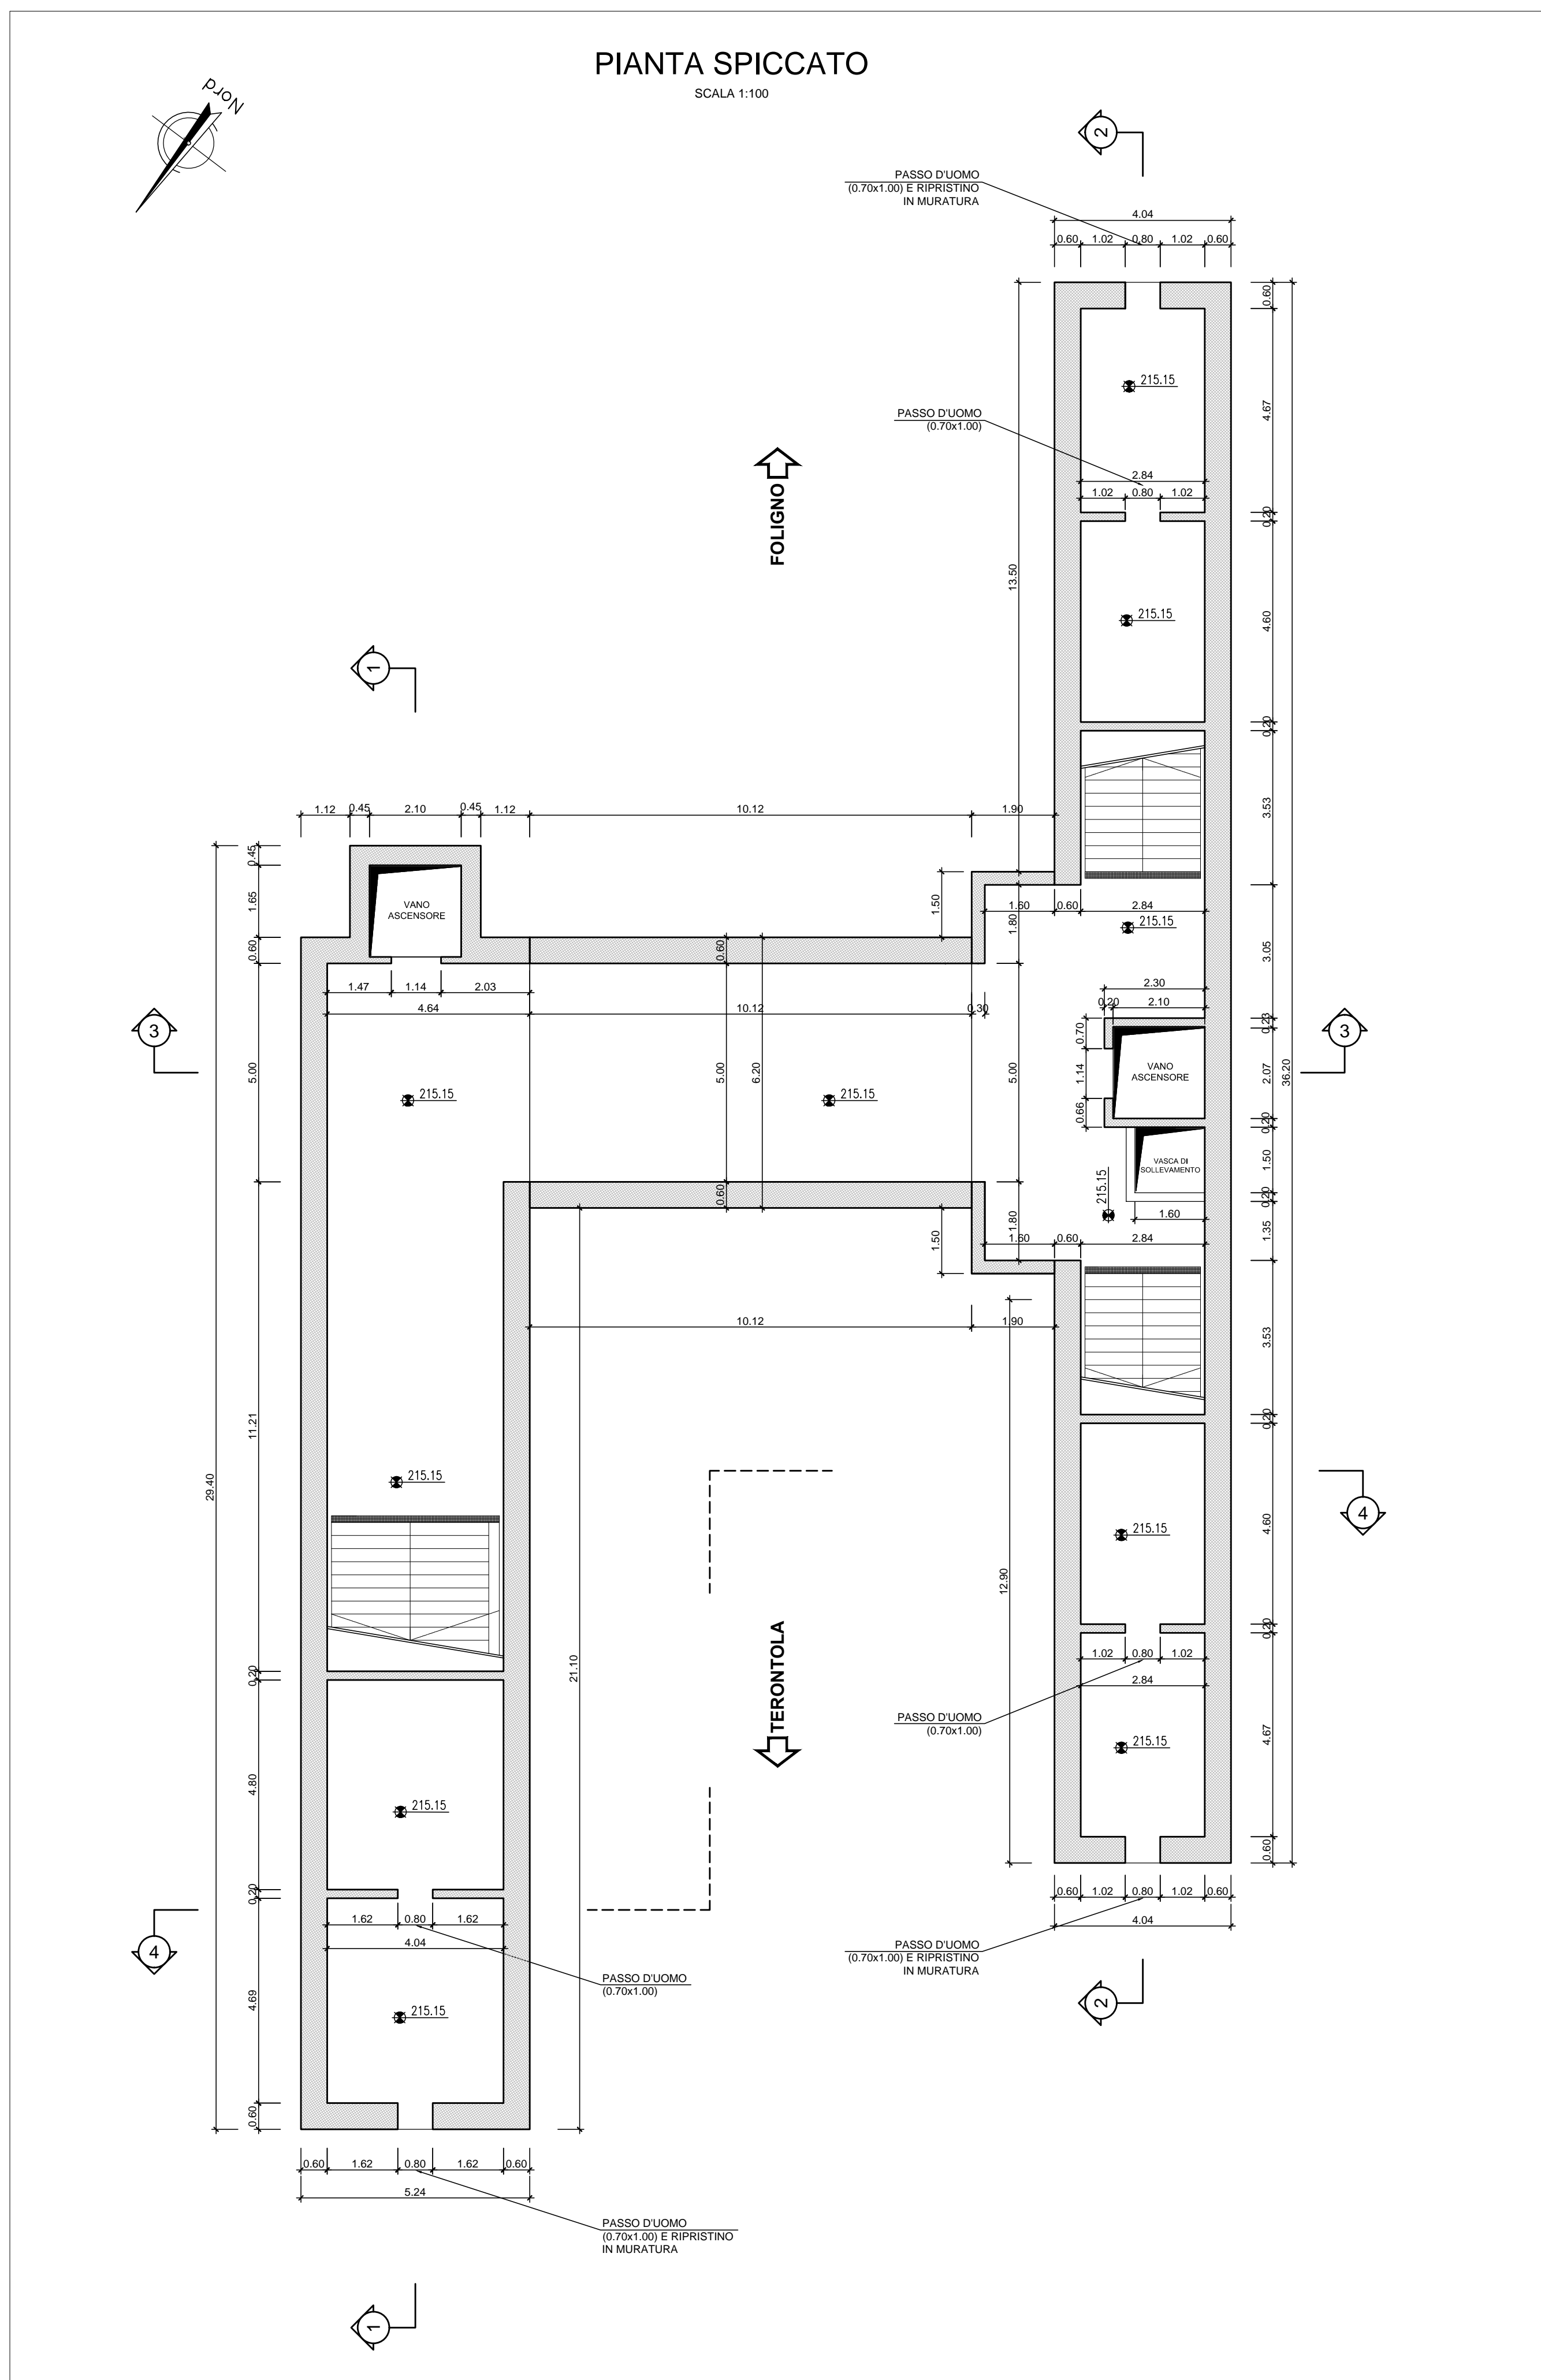 PIANTA SPICCATO
SCALA 1:100
Nord
2
PASSO D'UOMO
(0.70x1.00) E RIPRISTINO
IN MURATURA
4.04
0.60 1.02 0.80 1.02 0.60
0.60
215.15
4.67
PASSO D'UOMO
(0.70x1.00)
2.84
1.02 0.80 1.02
0.20
FOLIGNO
13.50
215.15
4.60
1
0.20
3.53
1.12 0.45 2.10 0.45 1.12 10.12 1.90
0.45
1.65
VANO
ASCENSORE
1.50
1.60 0.60 2.84
1.80
215.15
3.05
0.60
0.60
1.47 1.14 2.03
4.64 10.12 0.30
2.30
0.20 2.10
0.23
3
3
0.70
5.00
5.00
6.20
5.00
1.14
VANO
ASCENSORE
2.07
36.20
215.15
215.15
0.66
0.20
VASCA DI
SOLLEVAMENTO
1.50
215.15
0.20
0.60
1.60
1.50
1.80
1.35
1.60 0.60 2.84
10.12 1.90
3.53
11.21
0.20
29.40
215.15
215.15
4.60
4
12.90
0.20
TERONTOLA
21.10
1.02 0.80 1.02
2.84
0.20
PASSO D'UOMO
(0.70x1.00)
215.15
4.67
4.80
215.15
0.60
0.20
1.62 0.80 1.62
4.04
0.60 1.02 0.80 1.02 0.60
4.04
4
PASSO D'UOMO
(0.70x1.00) E RIPRISTINO
IN MURATURA
PASSO D'UOMO
(0.70x1.00)
4.69
215.15
2
0.60
0.60 1.62 0.80 1.62 0.60
5.24
PASSO D'UOMO
(0.70x1.00) E RIPRISTINO
IN MURATURA
1